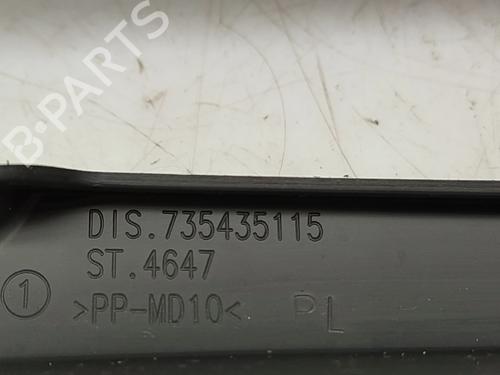 B-PARTS
DIS.735435115
ST.4647
1
>PP-MD10<
PL